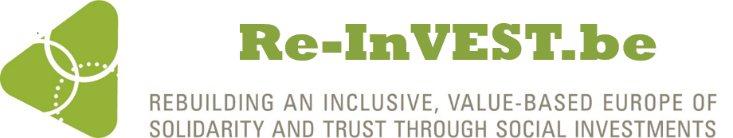 Re-InVEST.be
REBUILDING AN INCLUSIVE, VALUE-BASED EUROPE OF
SOLIDARITY AND TRUST THROUGH SOCIAL INVESTMENTS